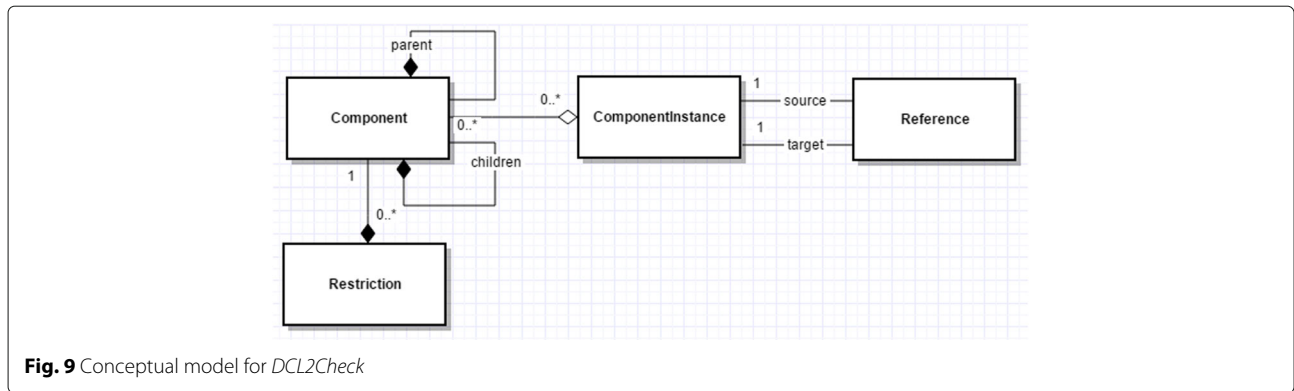 parent
Component
0..*
0..*
ComponentInstance
1
source
1
target
Reference
children
1
0..*
Restriction
Fig. 9 Conceptual model for DCL2Check